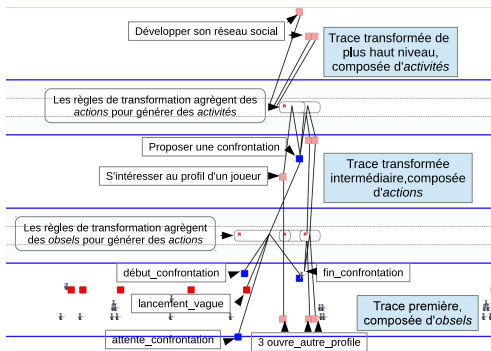 Développer son réseau social
Trace transformée de
plus haut niveau,
composée d'activités
Les règles de transformation agrègent des
actions pour générer des activités
Proposer une confrontation
S'intéresser au profil d'un joueur
Trace transformée
intermédiaire,composée
d'actions
Les règles de transformation agrègent
des obsels pour générer des actions
début_confrontation
fin_confrontation
lancement_vague
Trace première,
composée d'obsels
attente_confrontation
3 ouvre_autre_profile